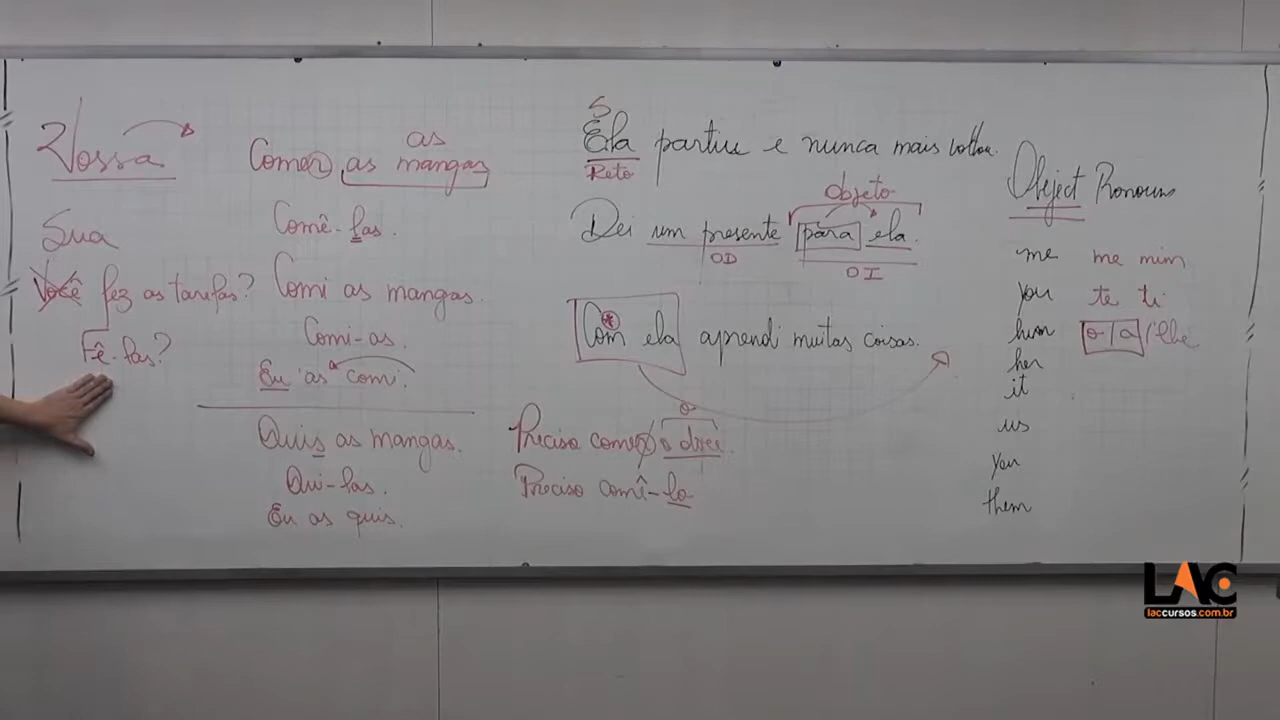 Vossa
Sua
Você fez as tarefas?
Fê-las?
as
Comer as mangas
Comê-las.
Comi as mangas.
Comi-as.
Eu as comi.
Quis as mangas.
Qui-las.
Eu as quis.
S
Ela partiu e nunca mais voltou.
Reto
objeto
Dei um presente para ela.
OD
OI
*
Com ela aprendi muitas coisas.
o
Preciso comer o doce.
Preciso comê-lo
Object Pronouns
me me mim
you te ti
him o/a/lhe
her
it
us
you
them
LAC
laccursos.com.br